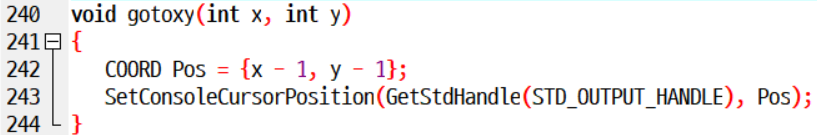 240 void gotoxy(int x, int y)
241 {
242 COORD Pos = {x - 1, y - 1};
243 SetConsoleCursorPosition(GetStdHandle(STD_OUTPUT_HANDLE), Pos);
244 }